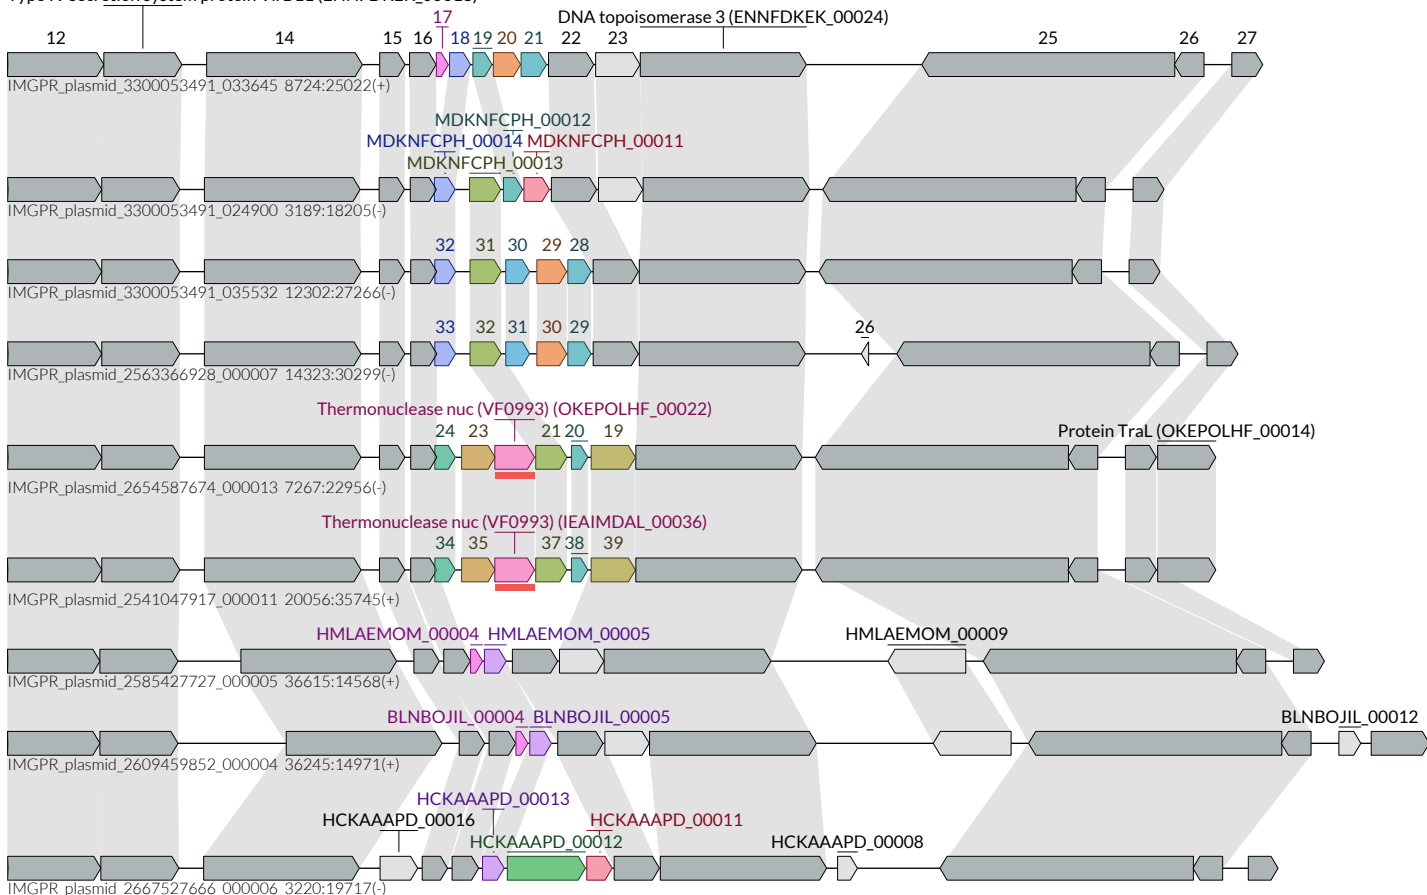 17 DNA topoisomerase 3 (ENNFDKEK_00024)
12 14 15 16 18 19 20 21 22 23 25 26 27
IMGPR_plasmid_3300053491_033645 8724:25022(+)
MDKNFCPH_00012
MDKNFCPH_00014 MDKNFCPH_00011
MDKNFCPH_00013
IMGPR_plasmid_3300053491_024900 3189:18205(-)
32 31 30 29 28
IMGPR_plasmid_3300053491_035532 12302:27266(-)
33 32 31 30 29 26
IMGPR_plasmid_2563366928_000007 14323:30299(-)
Thermonuclease nuc (VF0993) (OKEPOLHF_00022)
24 23 21 20 19 Protein TraL (OKEPOLHF_00014)
IMGPR_plasmid_2654587674_000013 7267:22956(-)
Thermonuclease nuc (VF0993) (IEAIMDAL_00036)
34 35 37 38 39
IMGPR_plasmid_2541047917_000011 20056:35745(+)
HMLAEMOM_00004 HMLAEMOM_00005 HMLAEMOM_00009
IMGPR_plasmid_2585427727_000005 36615:14568(+)
BLNBOJIL_00004 BLNBOJIL_00005 BLNBOJIL_00012
IMGPR_plasmid_2609459852_000004 36245:14971(+)
HCKAAAPD_00013
HCKAAAPD_00016 HCKAAAPD_00011
HCKAAAPD_00012 HCKAAAPD_00008
IMGPR_plasmid_2667527666_000006 3220:19717(-)